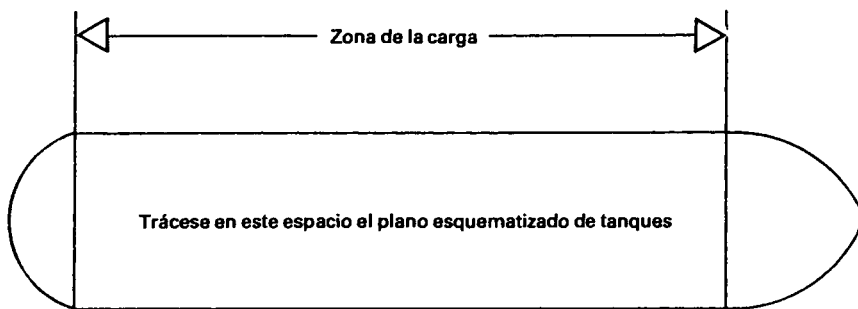 Zona de la carga
Trácese en este espacio el plano esquematizado de tanques